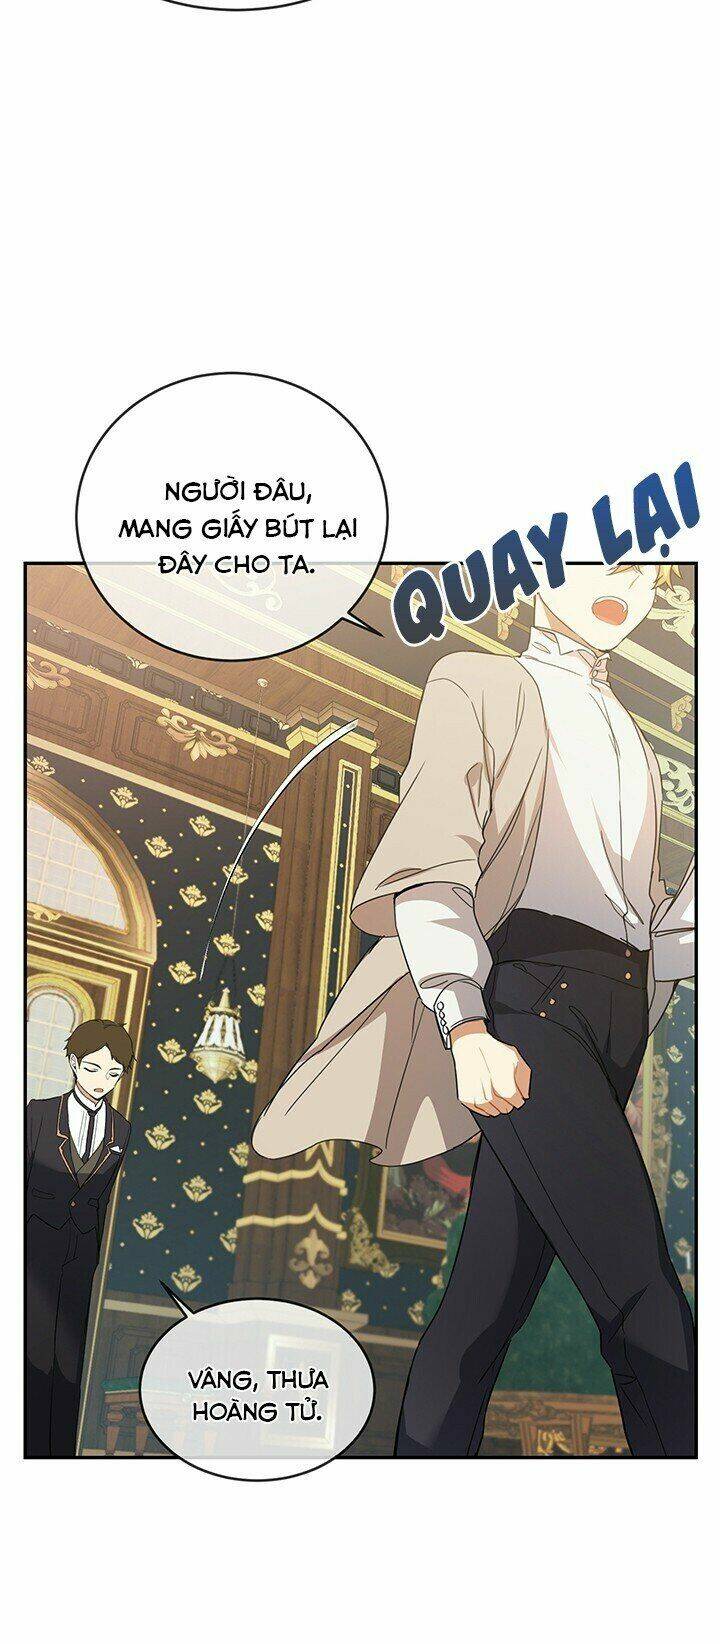 NGƯỜI ĐÂU,
MANG GIẤY BÚT LẠI
ĐÂY CHO TA.
QUAY LẠI
VÂNG, THƯA
HOÀNG TỬ.